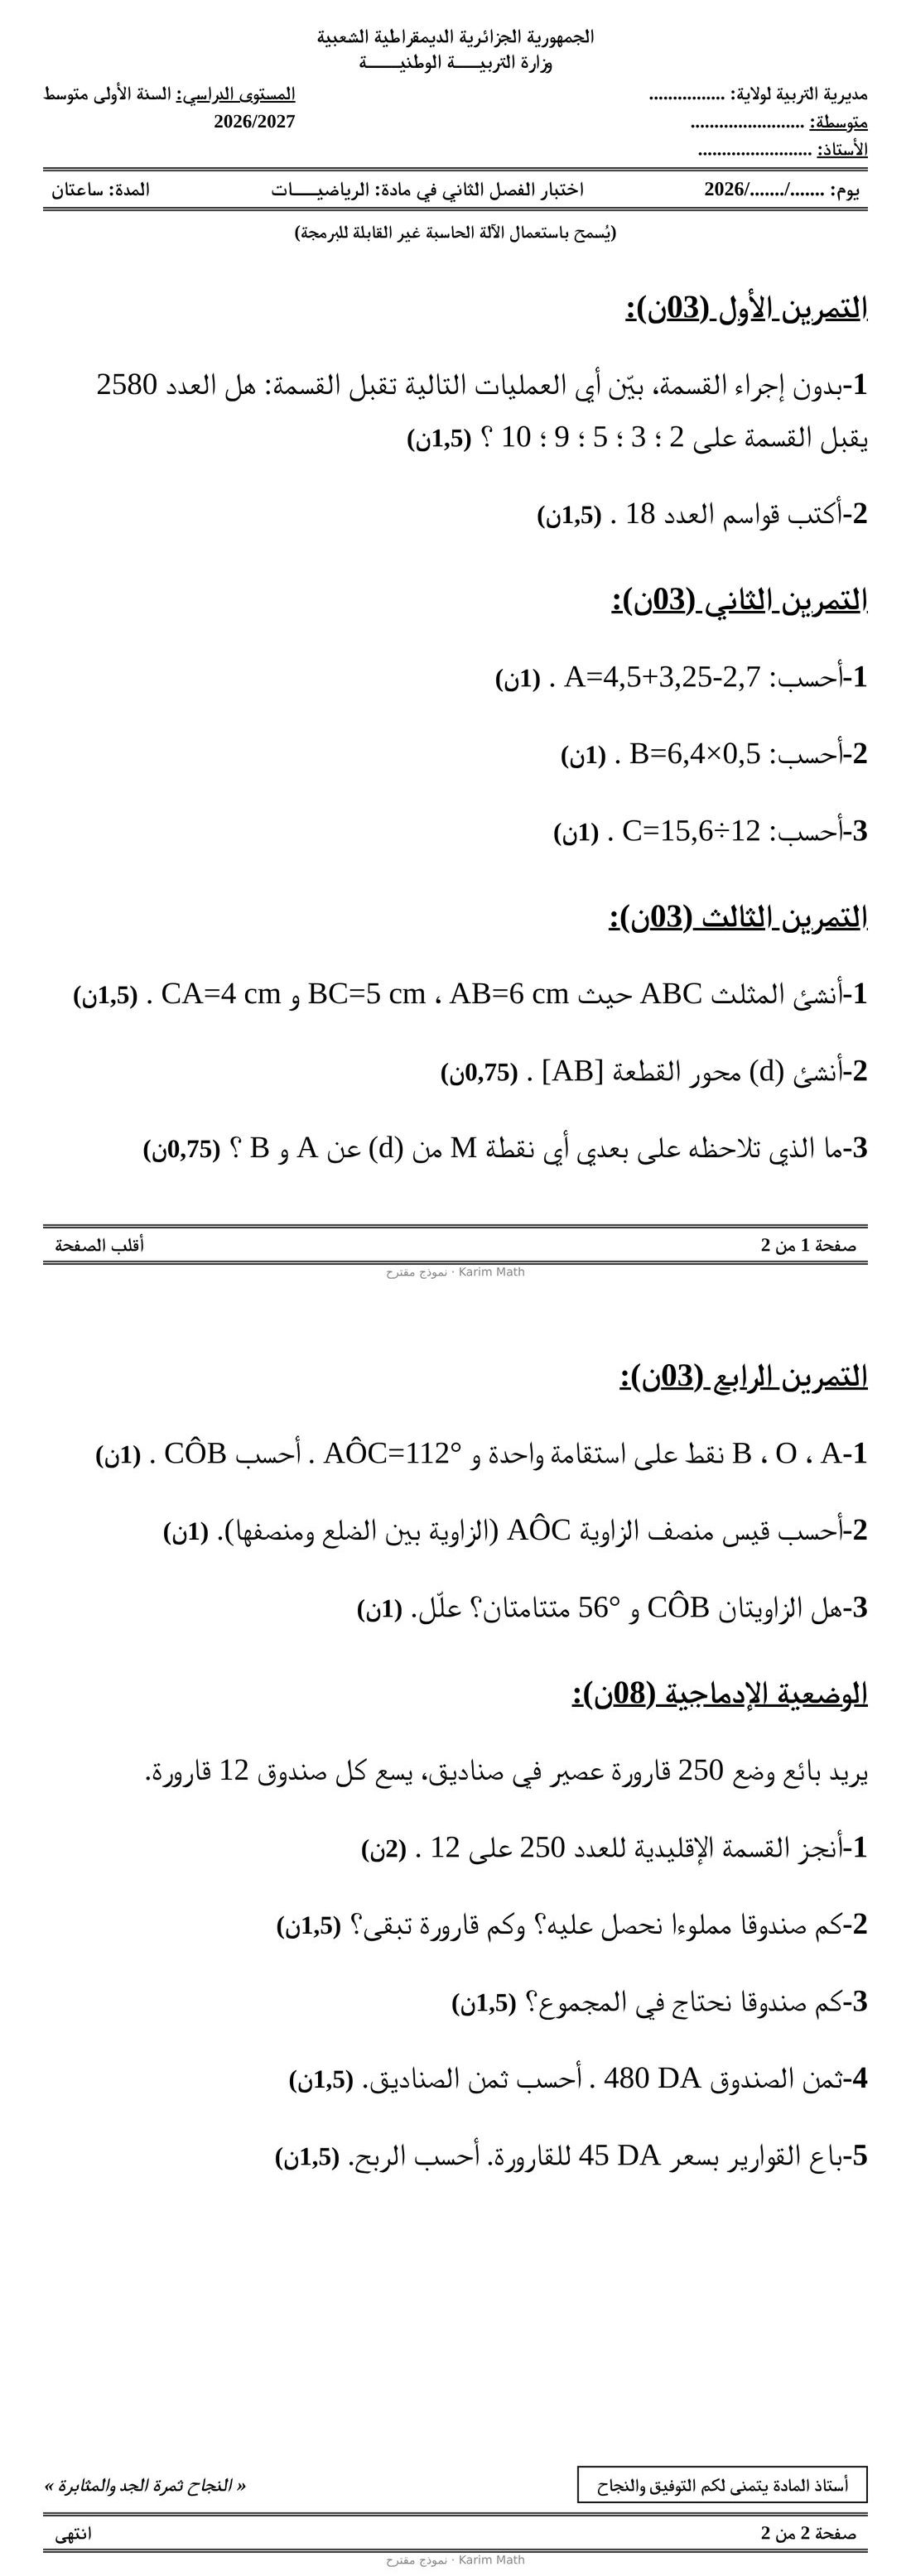 الجمهورية الجزائرية الديمقراطية الشعبية
وزارة التربيـــــة الوطنيــــــة
مديرية التربية لولاية: ................
المستوى الدراسي: السنة الأولى متوسط
متوسطة: ........................
2026/2027
الأستاذ: ........................
يوم: ......./......./2026
اختبار الفصل الثاني في مادة: الرياضيـــــات
المدة: ساعتان
(يُسمح باستعمال الآلة الحاسبة غير القابلة للبرمجة)
التمرين الأول (03ن):
1-بدون إجراء القسمة، بيّن أي العمليات التالية تقبل القسمة: هل العدد 2580
يقبل القسمة على 2 ؛ 3 ؛ 5 ؛ 9 ؛ 10 ؟ (1,5ن)
2-أكتب قواسم العدد 18 . (1,5ن)
التمرين الثاني (03ن):
1-أحسب: A=4,5+3,25-2,7 . (1ن)
2-أحسب: B=6,4×0,5 . (1ن)
3-أحسب: C=15,6÷12 . (1ن)
التمرين الثالث (03ن):
1-أنشئ المثلث ABC حيث AB=6 cm ، BC=5 cm و CA=4 cm . (1,5ن)
2-أنشئ (d) محور القطعة [AB] . (0,75ن)
3-ما الذي تلاحظه على بعدي أي نقطة M من (d) عن A و B ؟ (0,75ن)
صفحة 1 من 2
أقلب الصفحة
Karim Math · نموذج مقترح
التمرين الرابع (03ن):
1-A ، O ، B نقط على استقامة واحدة و AÔC=112° . أحسب CÔB . (1ن)
2-أحسب قيس منصف الزاوية AÔC (الزاوية بين الضلع ومنصفها). (1ن)
3-هل الزاويتان CÔB و 56° متتامتان؟ علّل. (1ن)
الوضعية الإدماجية (08ن):
يريد بائع وضع 250 قارورة عصير في صناديق، يسع كل صندوق 12 قارورة.
1-أنجز القسمة الإقليدية للعدد 250 على 12 . (2ن)
2-كم صندوقا مملوءا نحصل عليه؟ وكم قارورة تبقى؟ (1,5ن)
3-كم صندوقا نحتاج في المجموع؟ (1,5ن)
4-ثمن الصندوق 480 DA . أحسب ثمن الصناديق. (1,5ن)
5-باع القوارير بسعر 45 DA للقارورة. أحسب الربح. (1,5ن)
أستاذ المادة يتمنى لكم التوفيق والنجاح
« النجاح ثمرة الجد والمثابرة »
صفحة 2 من 2
انتهى
Karim Math · نموذج مقترح